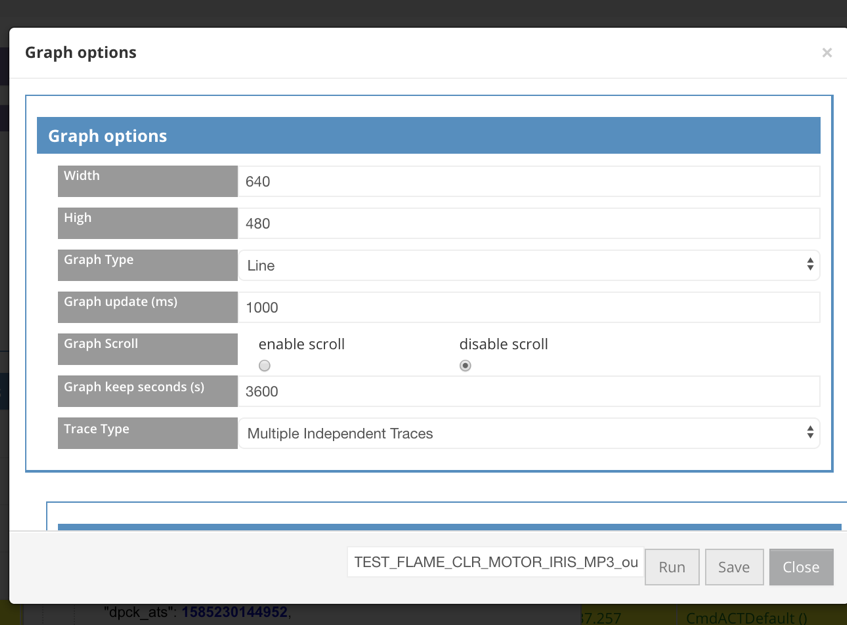 Graph options
×
Graph options
Width
640
High
480
Graph Type
Line
Graph update (ms)
1000
Graph Scroll
enable scroll
disable scroll
Graph keep seconds (s)
3600
Trace Type
Multiple Independent Traces
TEST_FLAME_CLR_MOTOR_IRIS_MP3_ou
Run
Save
Close
"dpck_ats": 1585230144952,
17.257
CmdACTDefault ()